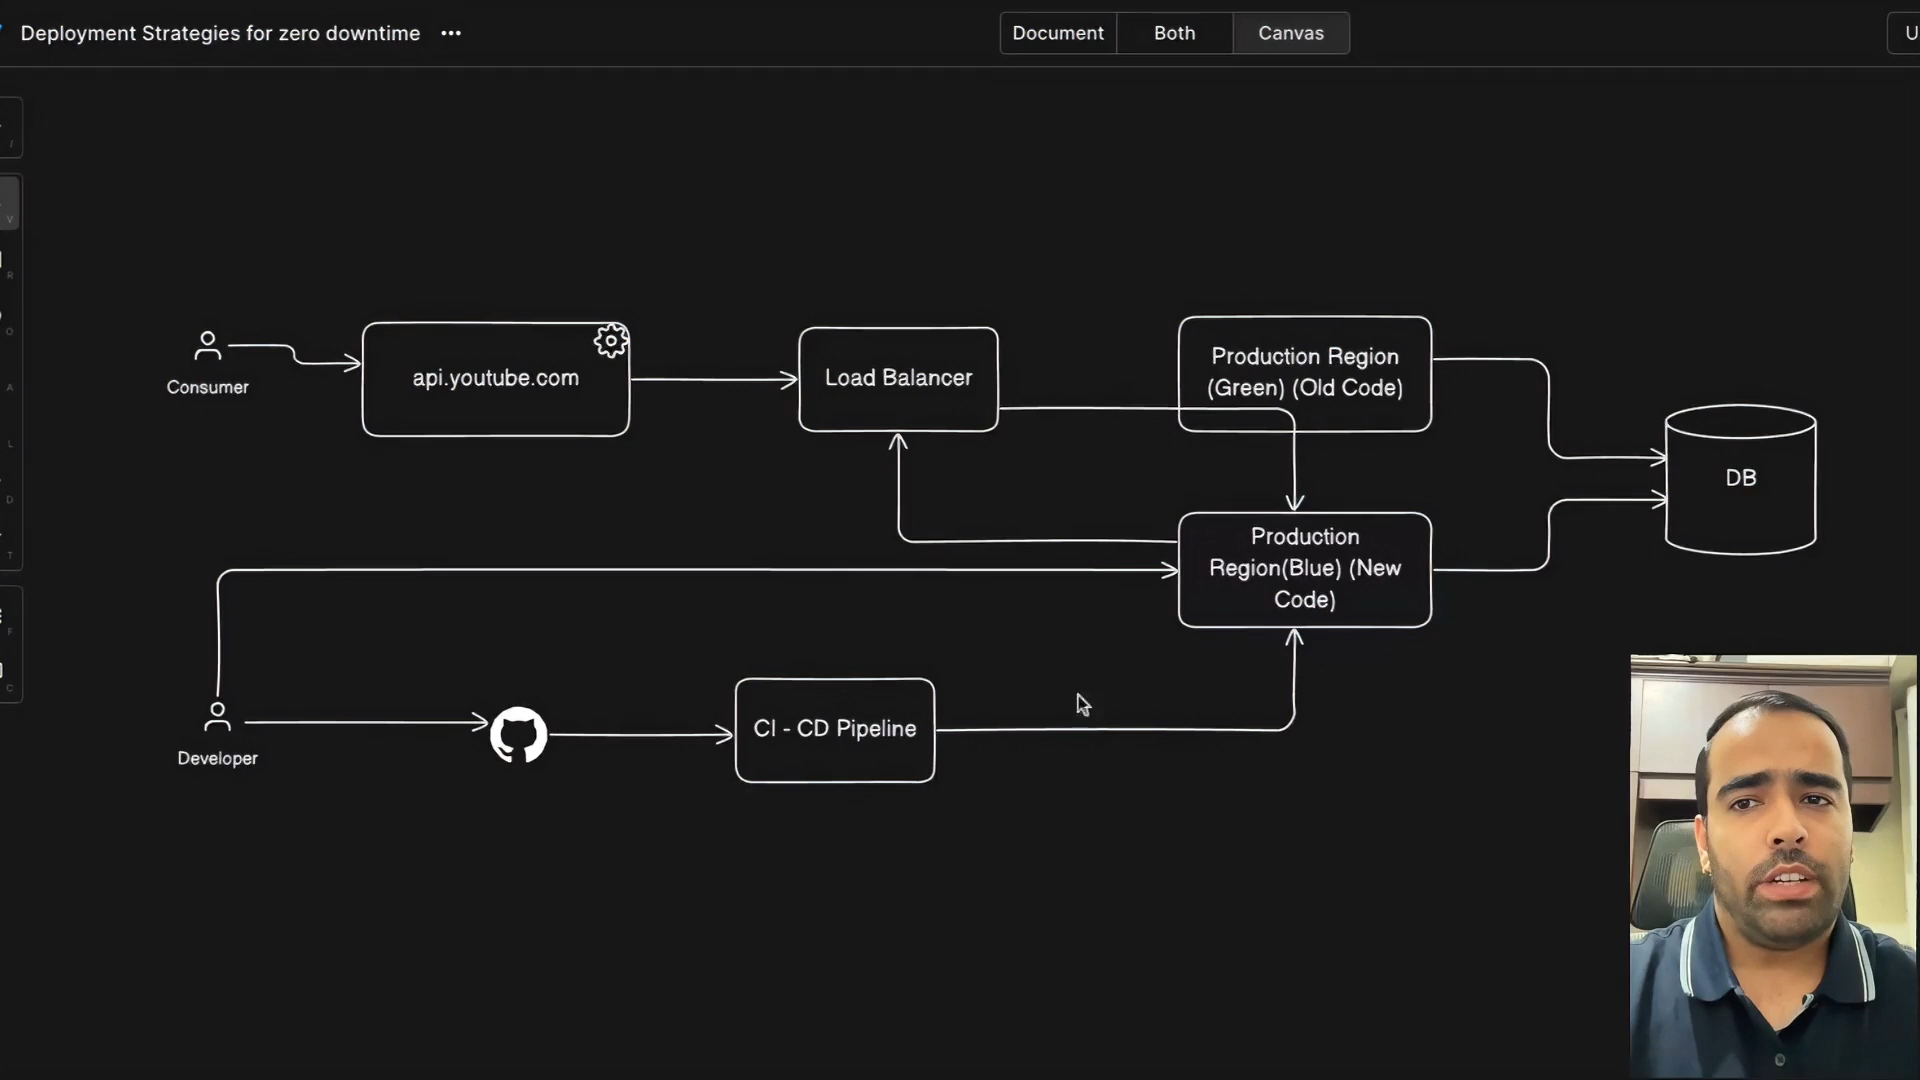 Deployment Strategies for zero downtime
Document
Both
Canvas
U
/
V
R
O
A
L
D
T
F
C
Consumer
api.youtube.com
Load Balancer
Production Region
(Green) (Old Code)
DB
Production
Region(Blue) (New
Code)
Developer
CI - CD Pipeline